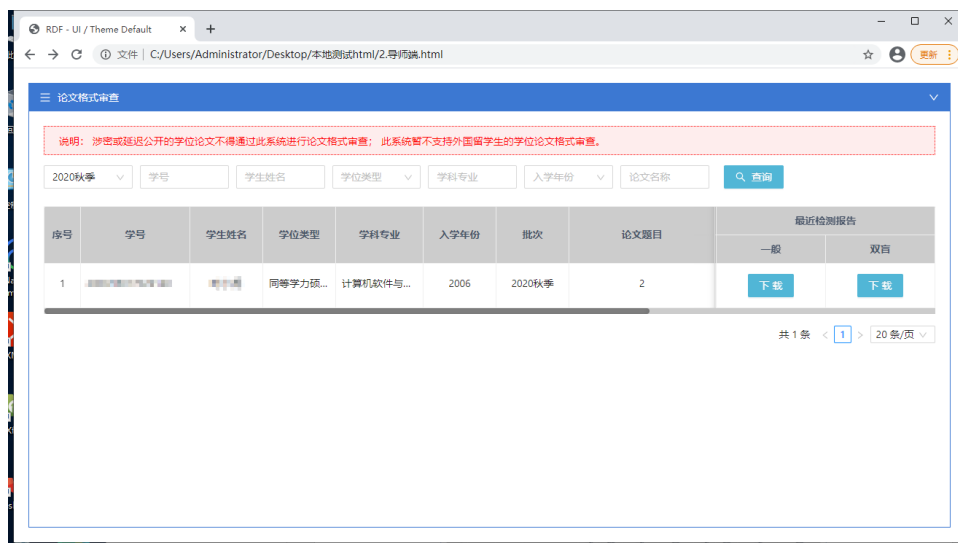 RDF - UI / Theme Default
文件 C:/Users/Administrator/Desktop/本地测试html/2.导师端.html
更新
论文格式审查
说明: 涉密或延迟公开的学位论文不得通过此系统进行论文格式审查; 此系统暂不支持外国留学生的学位论文格式审查。
2020秋季 学号 学生姓名 学位类型 学科专业 入学年份 论文名称 查询
序号 学号 学生姓名 学位类型 学科专业 入学年份 批次 论文题目 最近检测报告
一般 双盲
1 同等学力硕... 计算机软件与... 2006 2020秋季 2 下载 下载
共1条 < 1 > 20条/页